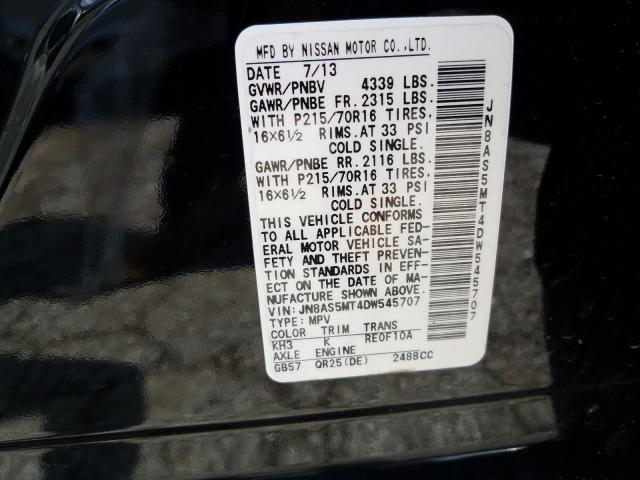 MFD BY NISSAN MOTOR CO.,LTD.
DATE 7/13
GVWR/PNBV 4339 LBS.
GAWR/PNBE FR. 2315 LBS.
WITH P215/70R16 TIRES,
16X6½ RIMS.AT 33 PSI
COLD SINGLE.
GAWR/PNBE RR. 2116 LBS.
WITH P215/70R16 TIRES,
16X6½ RIMS.AT 33 PSI
COLD SINGLE.
THIS VEHICLE CONFORMS
TO ALL APPLICABLE FED-
ERAL MOTOR VEHICLE SA-
FETY AND THEFT PREVEN-
TION STANDARDS IN EFF-
ECT ON THE DATE OF MA-
NUFACTURE SHOWN ABOVE.
VIN: JN8AS5MT4DW545707
TYPE: MPV
COLOR TRIM TRANS
KH3 K RE0F10A
AXLE ENGINE
GB57 QR25(DE) 2488CC
JN8AS5MT4DW545707